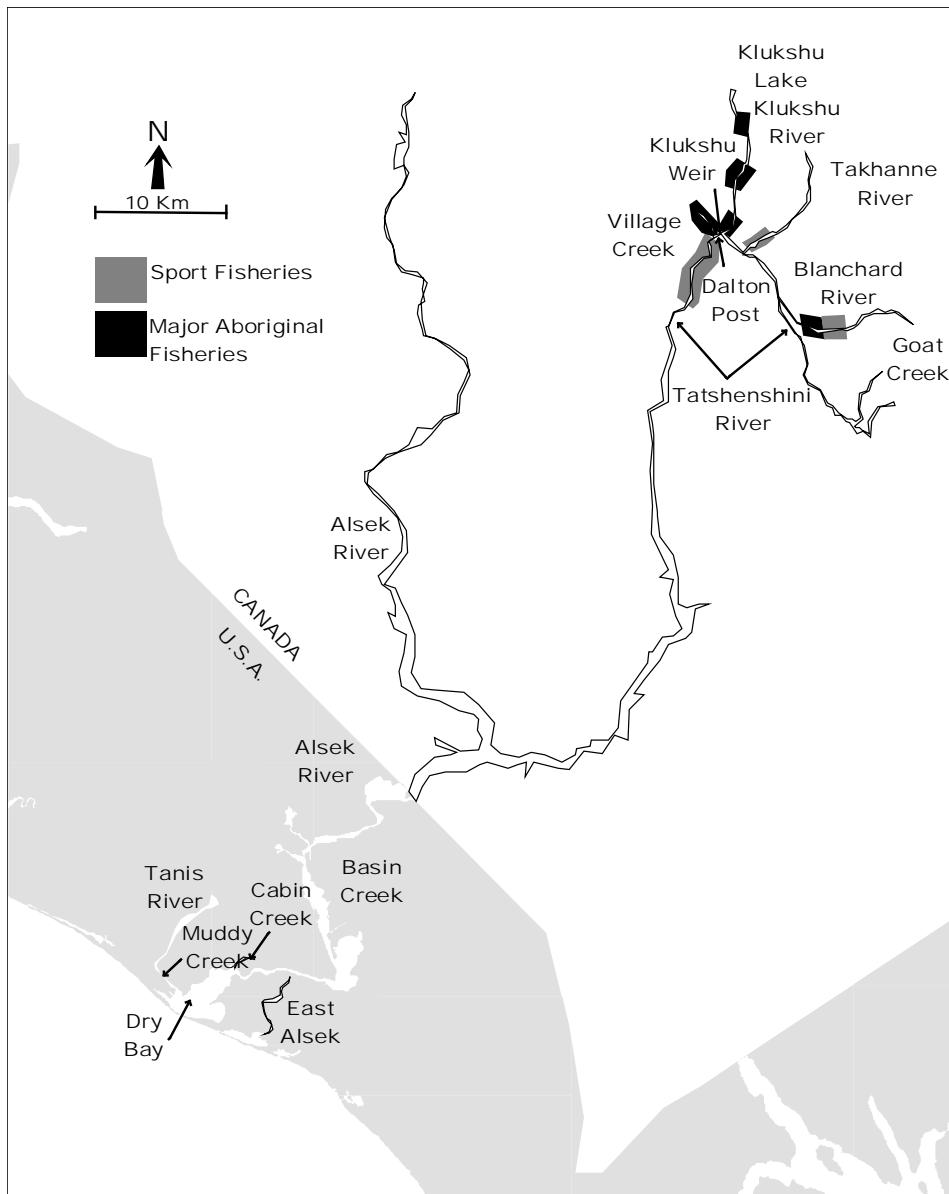 Klukshu
Lake
Klukshu
River
N
Klukshu
Weir
Takhanne
River
10 Km
Village
Creek
Sport Fisheries
Blanchard
River
Dalton
Post
Major Aboriginal
Fisheries
Goat
Creek
Tatshenshini
River
Alsek
River
CANADA
U.S.A.
Alsek
River
Basin
Creek
Tanis
River
Cabin
Creek
Muddy
Creek
East
Alsek
Dry
Bay